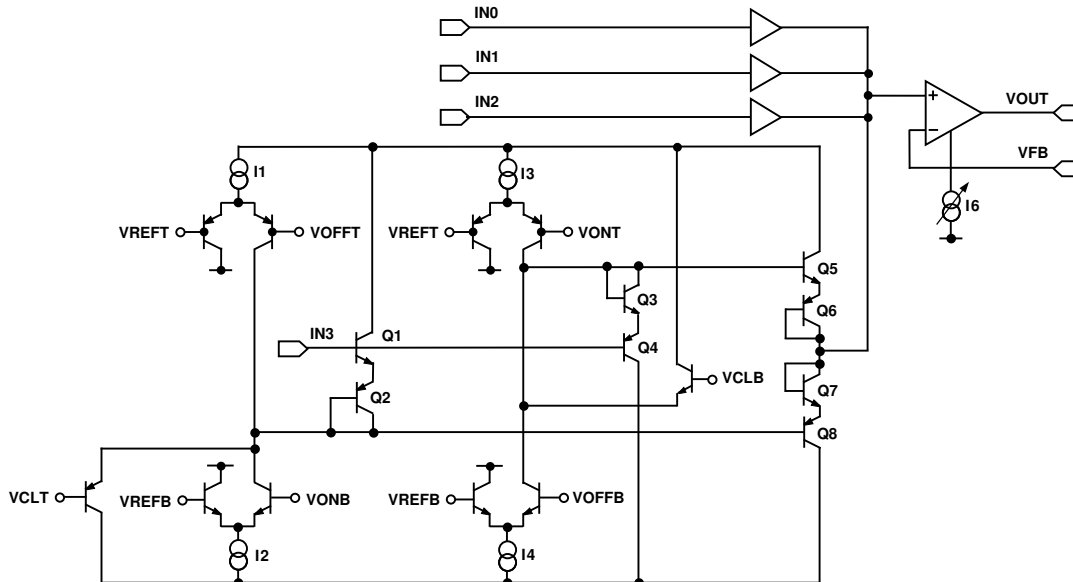 IN0
IN1
IN2
VOUT
VFB
I1
I3
I6
VREFT
VOFFT
VREFT
VONT
Q5
Q3
Q6
IN3
Q1
Q4
VCLB
Q2
Q7
Q8
VCLT
VREFB
VONB
VREFB
VOFFB
I2
I4